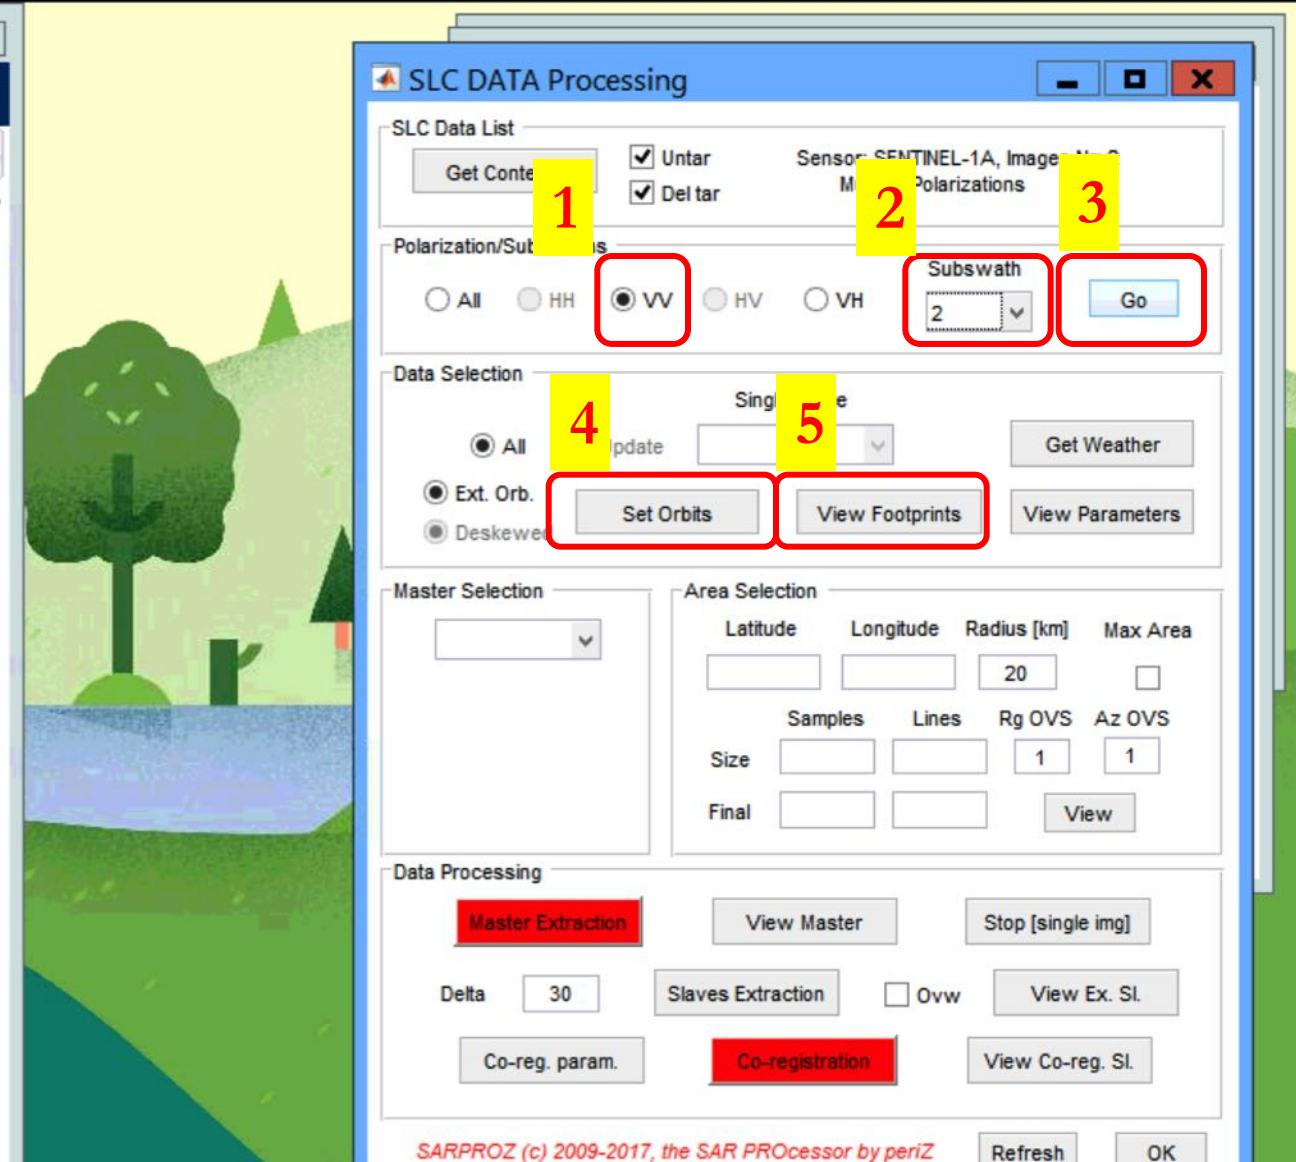 SLC DATA Processing
SLC Data List
Get Conte
Untar
Del tar
Sensor: SENTINEL-1A,
Polarizations
1
2
3
All
HH
VV
HV
VH
Subswath
2
Go
Data Selection
4
5
All
Get Weather
Ext. Orb.
Deskewed
Set Orbits
View Footprints
View Parameters
Master Selection
Area Selection
Latitude
Longitude
Radius [km]
Max Area
20
Samples
Lines
Rg OVS
Az OVS
Size
1
1
Final
View
Data Processing
Master Extraction
View Master
Stop [single img]
Delta
30
Slaves Extraction
Ovw
View Ex. Sl.
Co-reg. param.
Co-registration
View Co-reg. Sl.
SARPROZ (c) 2009-2017, the SAR PROcessor by periZ
Refresh
OK